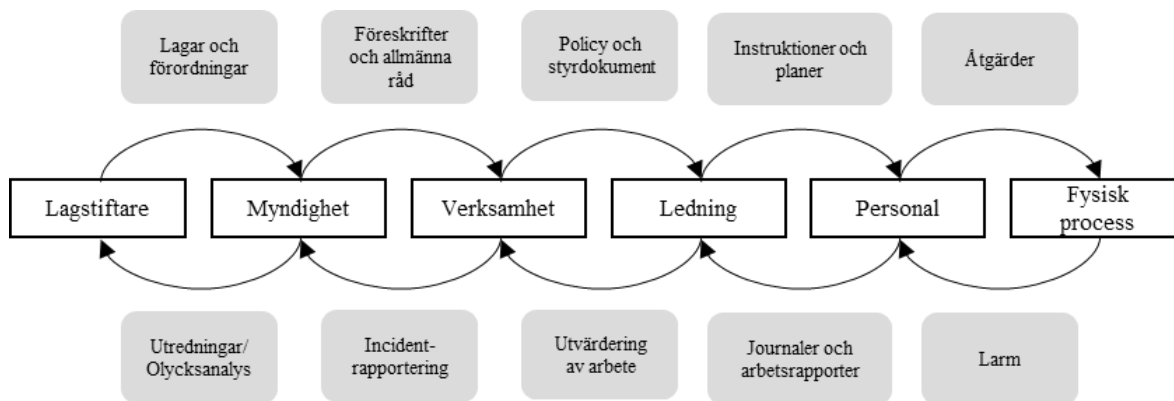 Lagar och
förordningar
Föreskrifter
och allmänna
råd
Policy och
styrdokument
Instruktioner och
planer
Åtgärder
Lagstiftare
Myndighet
Verksamhet
Ledning
Personal
Fysisk
process
Utredningar/
Olycksanalys
Incident-
rapportering
Utvärdering
av arbete
Journaler och
arbetsrapporter
Larm